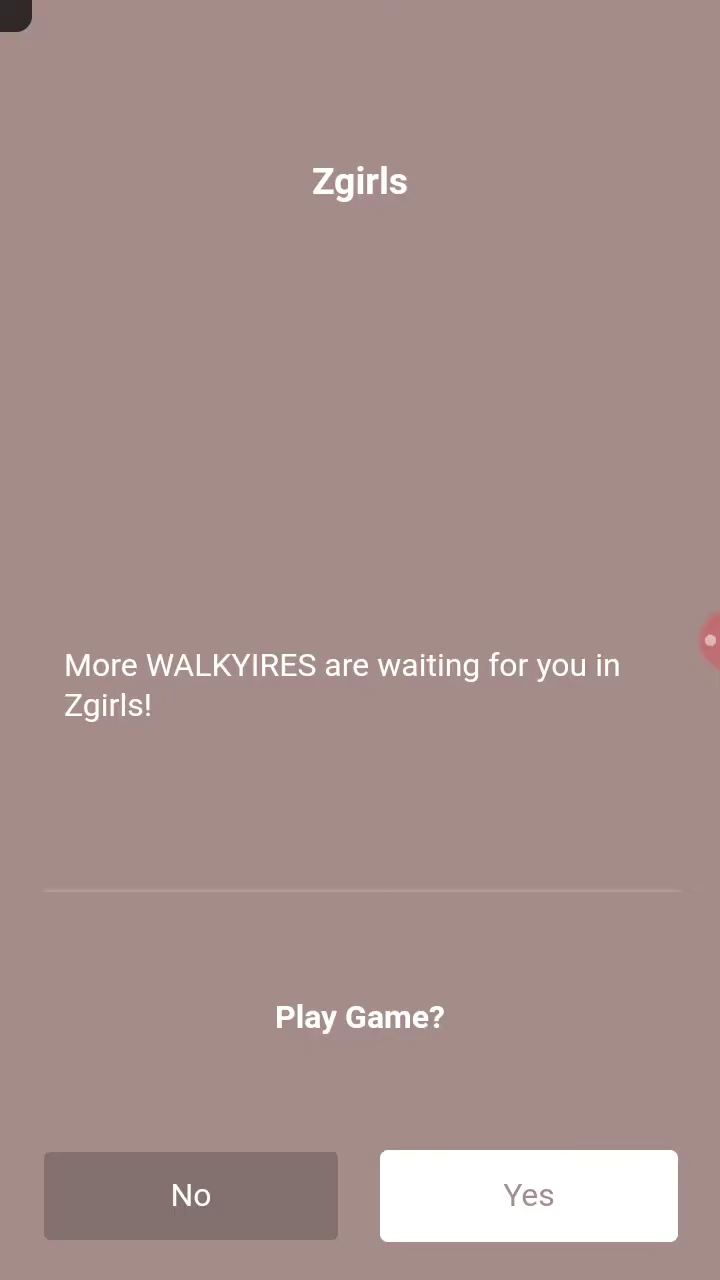 Zgirls
More WALKYIRES are waiting for you in
Zgirls!
Play Game?
No
Yes